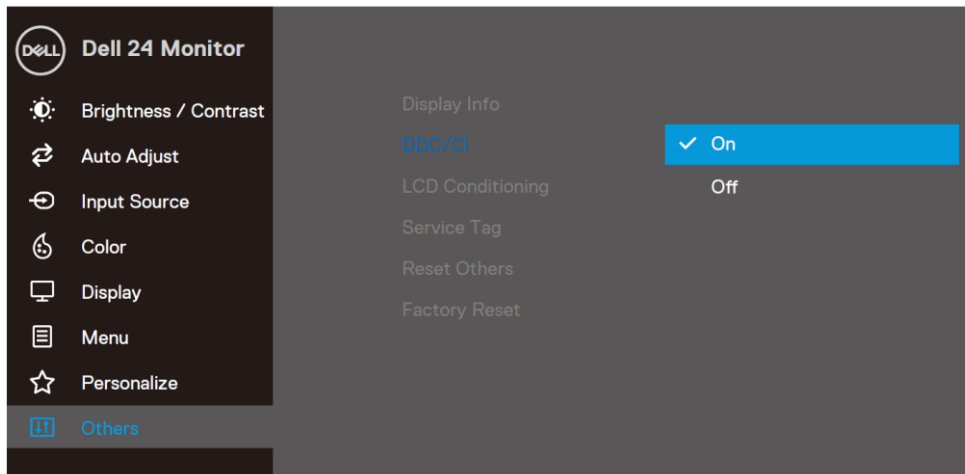 DELL
Dell 24 Monitor
Brightness / Contrast
Auto Adjust
Input Source
Color
Display
Menu
Personalize
Others
Display Info
DDC/CI
LCD Conditioning
Service Tag
Reset Others
Factory Reset
On
Off